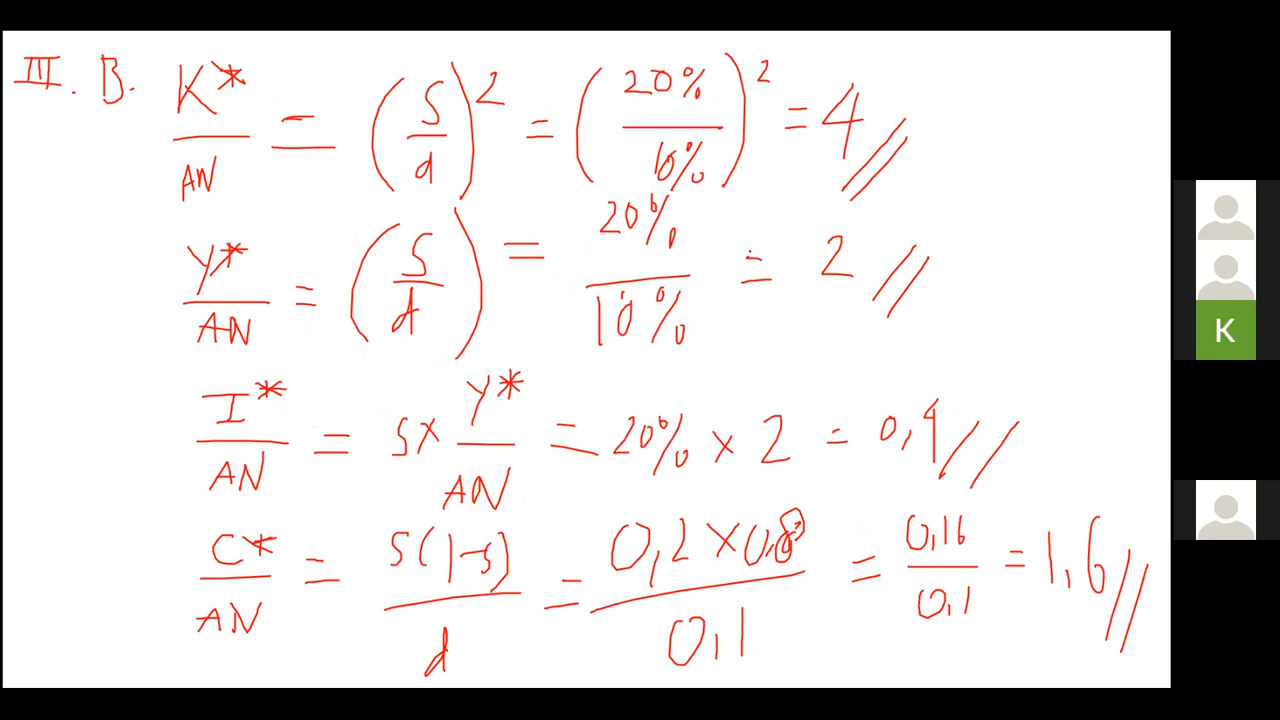 III. B. K*/AN = (s/d)^2 = (20%/10%)^2 = 4 //
Y*/AN = (s/d) = 20%/10% = 2 //
I*/AN = s x Y*/AN = 20% x 2 = 0,4 //
C*/AN = s(1-s)/d = 0,2 x 0,8/0,1 = 0,16/0,1 = 1,6 //
K